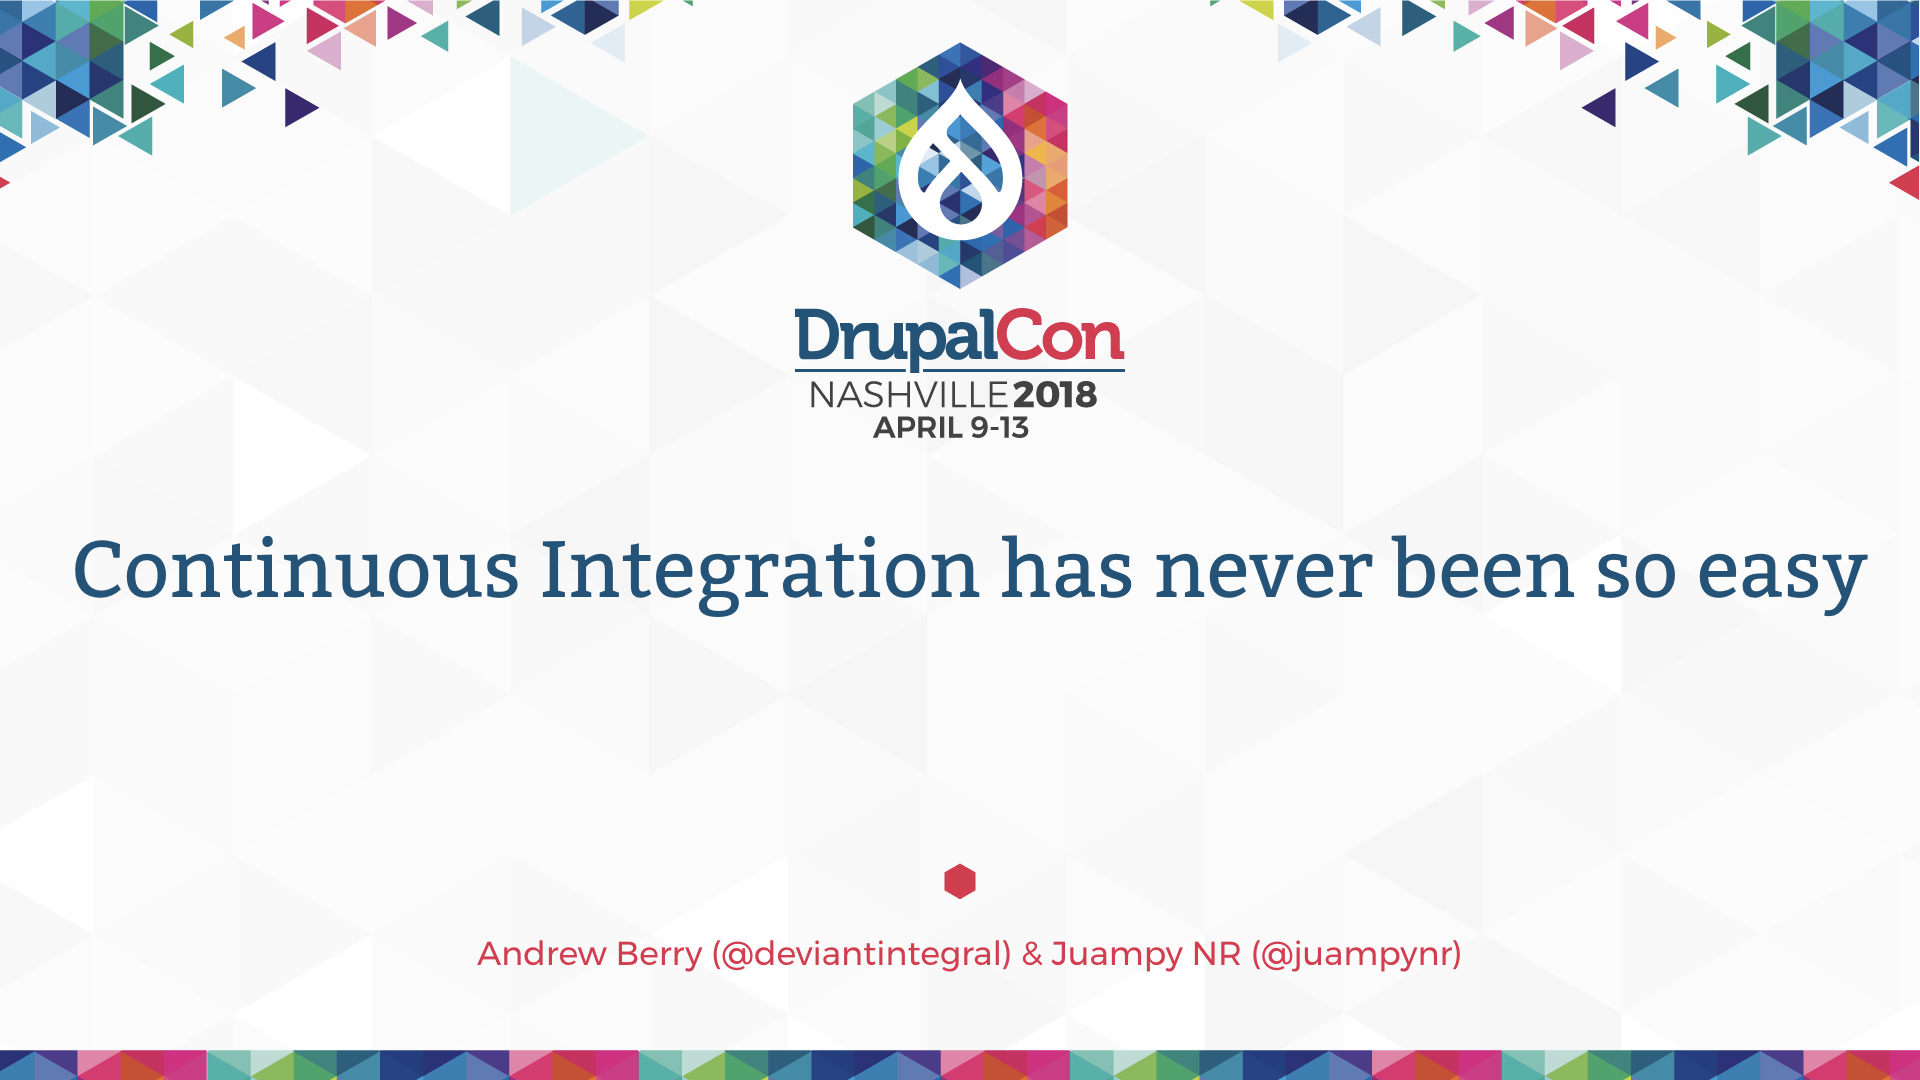 DrupalCon
NASHVILLE 2018
APRIL 9-13
Continuous Integration has never been so easy
Andrew Berry (@deviantintegral) & Juampy NR (@juampynr)